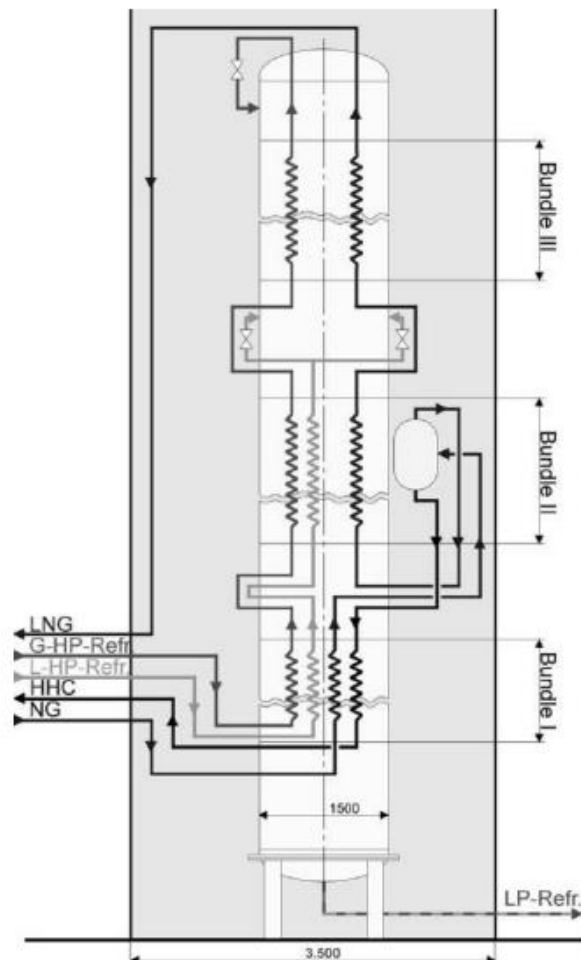 Bundle III
Bundle II
LNG
G-HP-Refr.
L-HP-Refr.
HHC
NG
Bundle I
1500
LP-Refr.
3.500